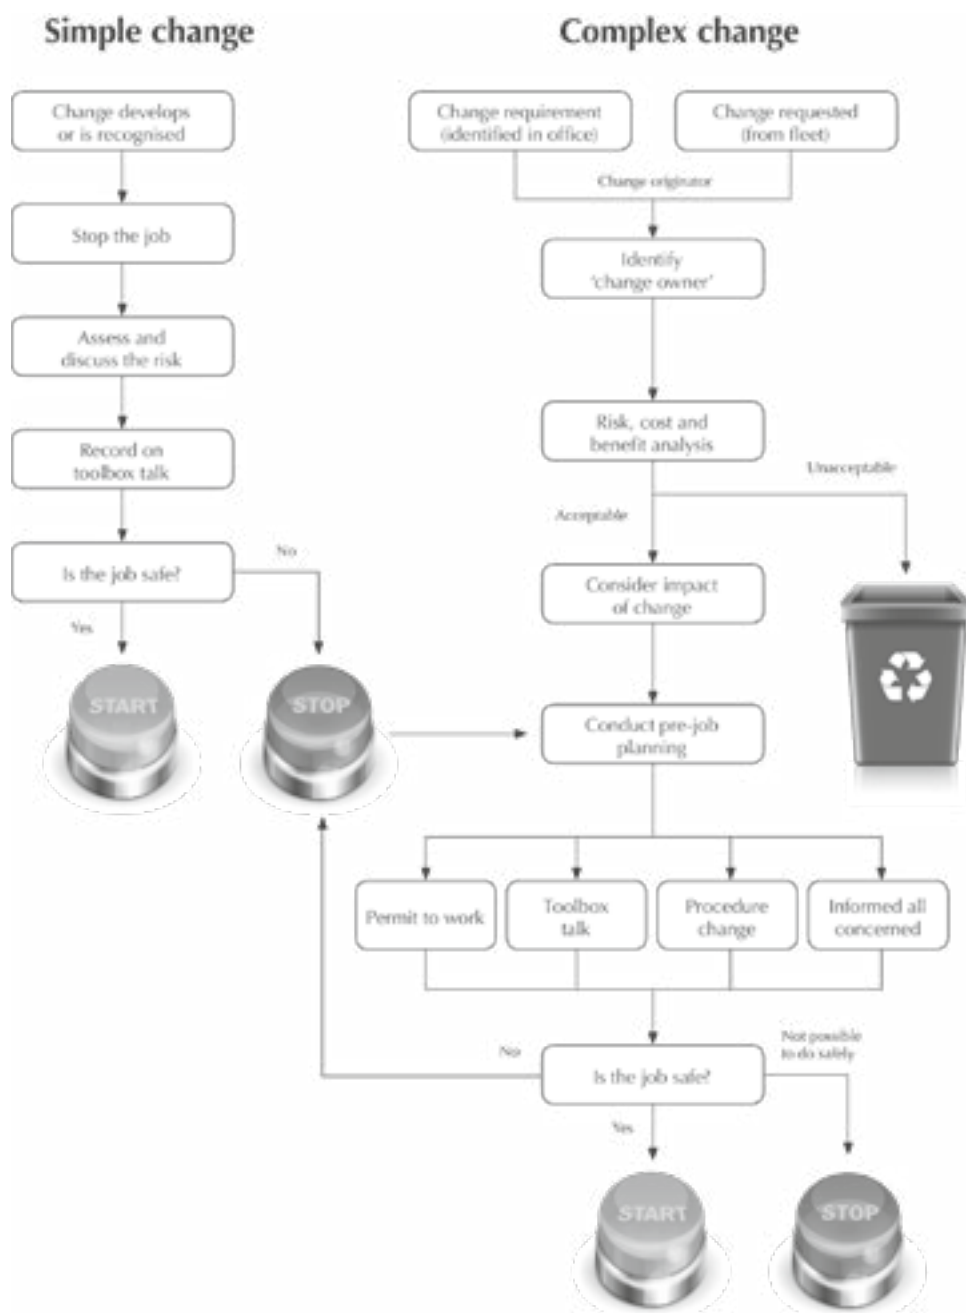 Simple change
Change develops
or is recognised
Stop the job
Assess and
discuss the risk
Record on
toolbox talk
Is the job safe?
No
Yes
START
STOP
Complex change
Change requirement
(identified in office)
Change requested
(from fleet)
Change originator
Identify
‘change owner’
Risk, cost and
benefit analysis
Unacceptable
Acceptable
Consider impact
of change
Conduct pre-job
planning
Permit to work
Toolbox
talk
Procedure
change
Informed all
concerned
No
Not possible
to do safely
Is the job safe?
Yes
START
STOP